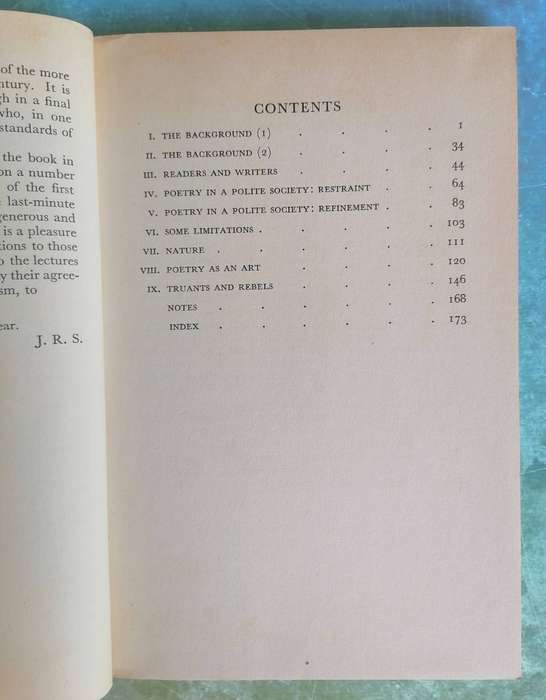 of the more
ntury. It is
gh in a final
who, in one
standards of
the book in
on a number
of the first
last-minute
generous and
is a pleasure
tions to those
o the lectures
y their agree-
sm, to
ear.
J. R. S.
CONTENTS
I. THE BACKGROUND (1) . . . . 1
II. THE BACKGROUND (2) . . . . 34
III. READERS AND WRITERS . . . . 44
IV. POETRY IN A POLITE SOCIETY: RESTRAINT . . 64
V. POETRY IN A POLITE SOCIETY: REFINEMENT . . 83
VI. SOME LIMITATIONS . . . . . 103
VII. NATURE . . . . . . 111
VIII. POETRY AS AN ART . . . . 120
IX. TRUANTS AND REBELS . . . . 146
NOTES . . . . . . 168
INDEX . . . . . . 173